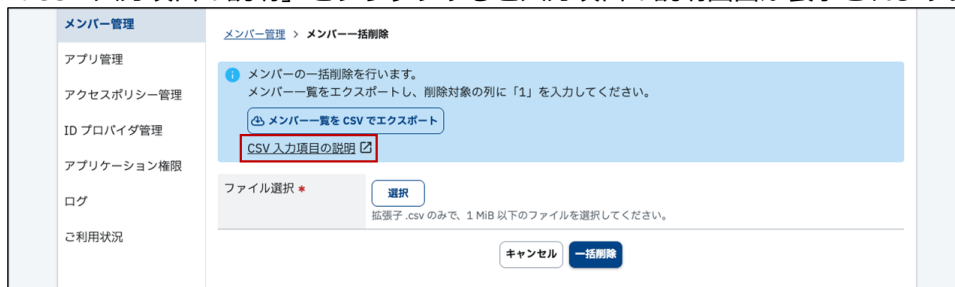 メンバー管理
アプリ管理
アクセスポリシー管理
ID プロバイダ管理
アプリケーション権限
ログ
ご利用状況
メンバー管理 > メンバー一括削除
メンバーの一括削除を行います。
メンバー一覧をエクスポートし、削除対象の列に「1」を入力してください。
メンバー一覧を CSV でエクスポート
CSV 入力項目の説明
ファイル選択 *
選択
拡張子 .csv のみで、1 MiB 以下のファイルを選択してください。
キャンセル 一括削除